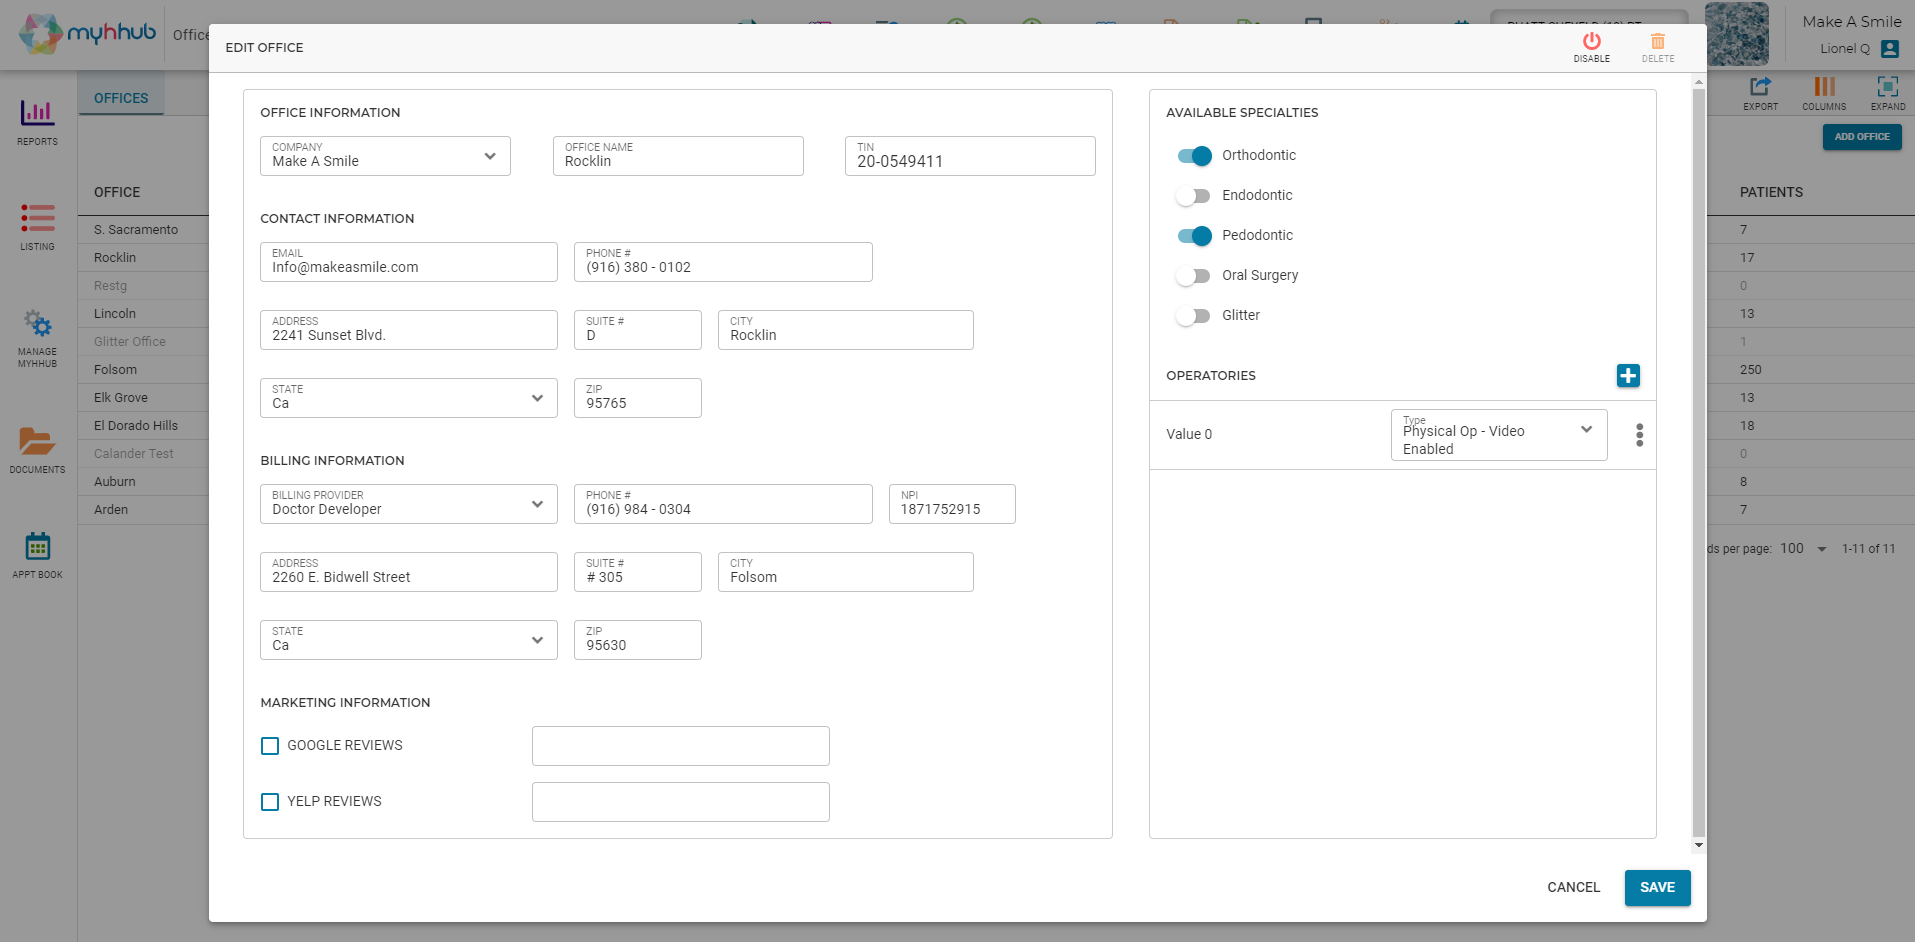 myhhub
Office
Make A Smile
Lionel Q
EDIT OFFICE
DISABLE
DELETE
OFFICES
EXPORT
COLUMNS
EXPAND
ADD OFFICE
REPORTS
LISTING
MANAGE
MYHHUB
DOCUMENTS
APPT BOOK
OFFICE
PATIENTS
S. Sacramento
7
Rocklin
17
Restg
0
Lincoln
13
Glitter Office
1
Folsom
250
Elk Grove
13
El Dorado Hills
18
Calander Test
0
Auburn
8
Arden
7
ds per page: 100
1-11 of 11
OFFICE INFORMATION
COMPANY
Make A Smile
OFFICE NAME
Rocklin
TIN
20-0549411
CONTACT INFORMATION
EMAIL
Info@makeasmile.com
PHONE #
(916) 380 - 0102
ADDRESS
2241 Sunset Blvd.
SUITE #
D
CITY
Rocklin
STATE
Ca
ZIP
95765
BILLING INFORMATION
BILLING PROVIDER
Doctor Developer
PHONE #
(916) 984 - 0304
NPI
1871752915
ADDRESS
2260 E. Bidwell Street
SUITE #
# 305
CITY
Folsom
STATE
Ca
ZIP
95630
MARKETING INFORMATION
GOOGLE REVIEWS
YELP REVIEWS
AVAILABLE SPECIALTIES
Orthodontic
Endodontic
Pedodontic
Oral Surgery
Glitter
OPERATORIES
Value 0
Type
Physical Op - Video
Enabled
CANCEL
SAVE